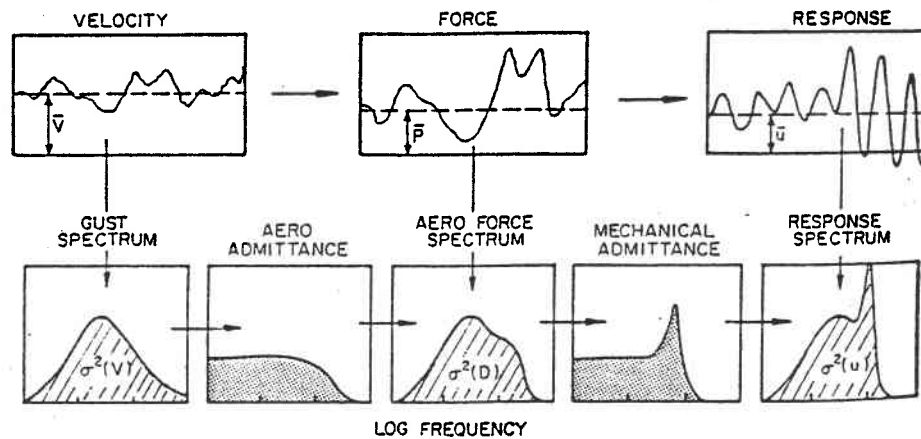 VELOCITY
FORCE
RESPONSE
V̄
P̄
ū
GUST
SPECTRUM
AERO
ADMITTANCE
AERO FORCE
SPECTRUM
MECHANICAL
ADMITTANCE
RESPONSE
SPECTRUM
σ²(V)
σ²(D)
σ²(u)
LOG FREQUENCY